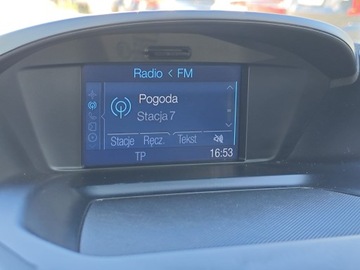 Radio < FM
Pogoda
Stacja 7
Stacje Ręcz. Tekst
TP 16:53